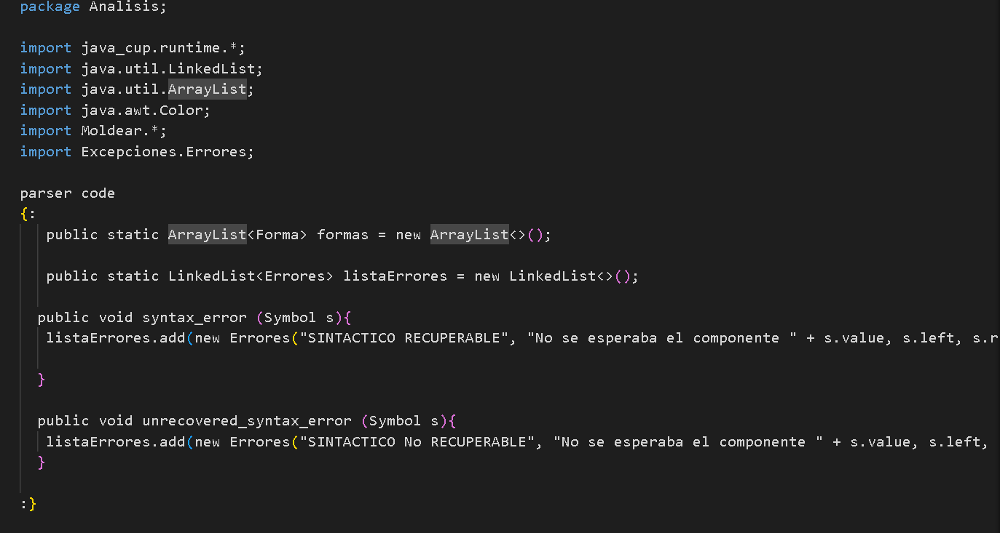 package Analisis;
import java_cup.runtime.*;
import java.util.LinkedList;
import java.util.ArrayList;
import java.awt.Color;
import Moldear.*;
import Excepciones.Errores;
parser code
{:
public static ArrayList<Forma> formas = new ArrayList<>();
public static LinkedList<Errores> listaErrores = new LinkedList<>();
public void syntax_error (Symbol s){
listaErrores.add(new Errores("SINTACTICO RECUPERABLE", "No se esperaba el componente " + s.value, s.left, s.r
}
public void unrecovered_syntax_error (Symbol s){
listaErrores.add(new Errores("SINTACTICO No RECUPERABLE", "No se esperaba el componente " + s.value, s.left,
}
:}